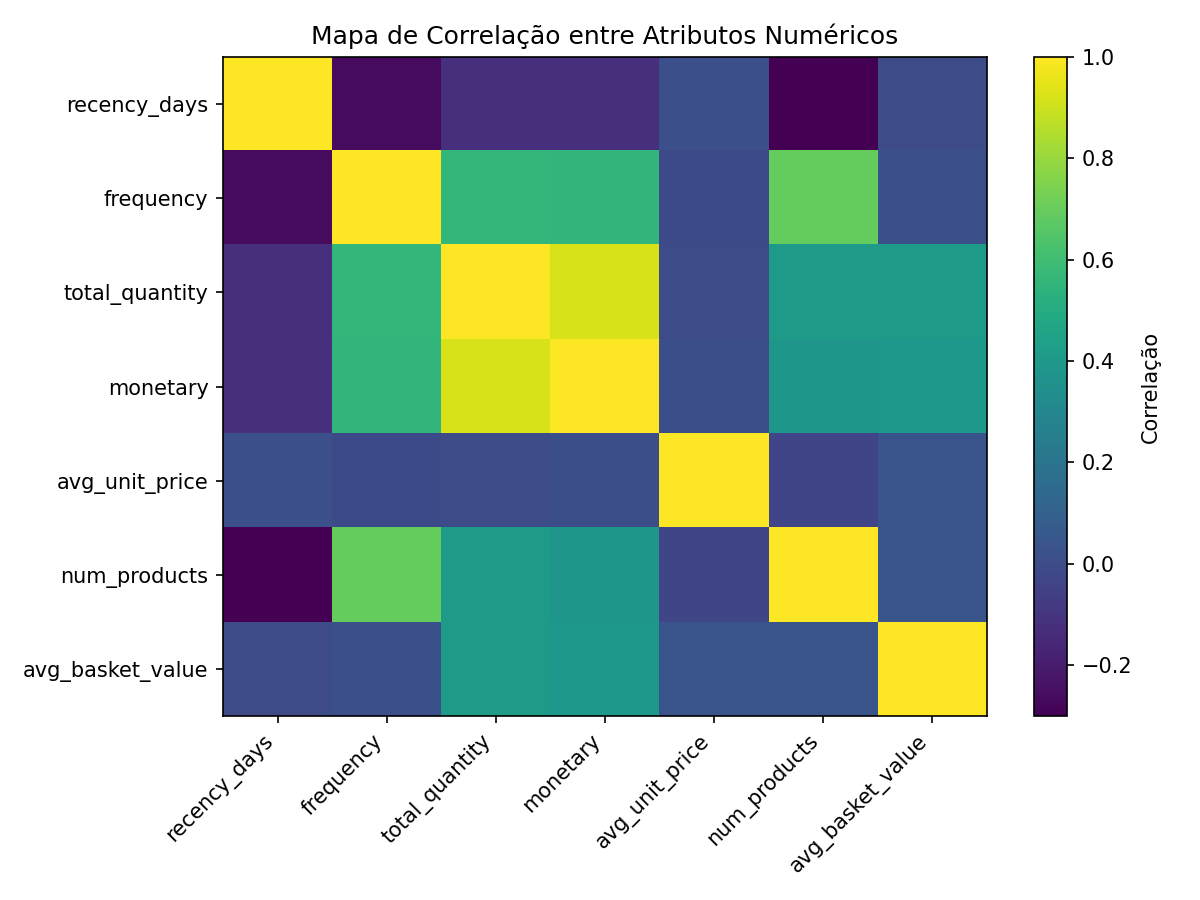 Mapa de Correlação entre Atributos Numéricos
recency_days
frequency
total_quantity
monetary
avg_unit_price
num_products
avg_basket_value
recency_days
frequency
total_quantity
monetary
avg_unit_price
num_products
avg_basket_value
1.0
0.8
0.6
0.4
0.2
0.0
−0.2
Correlação